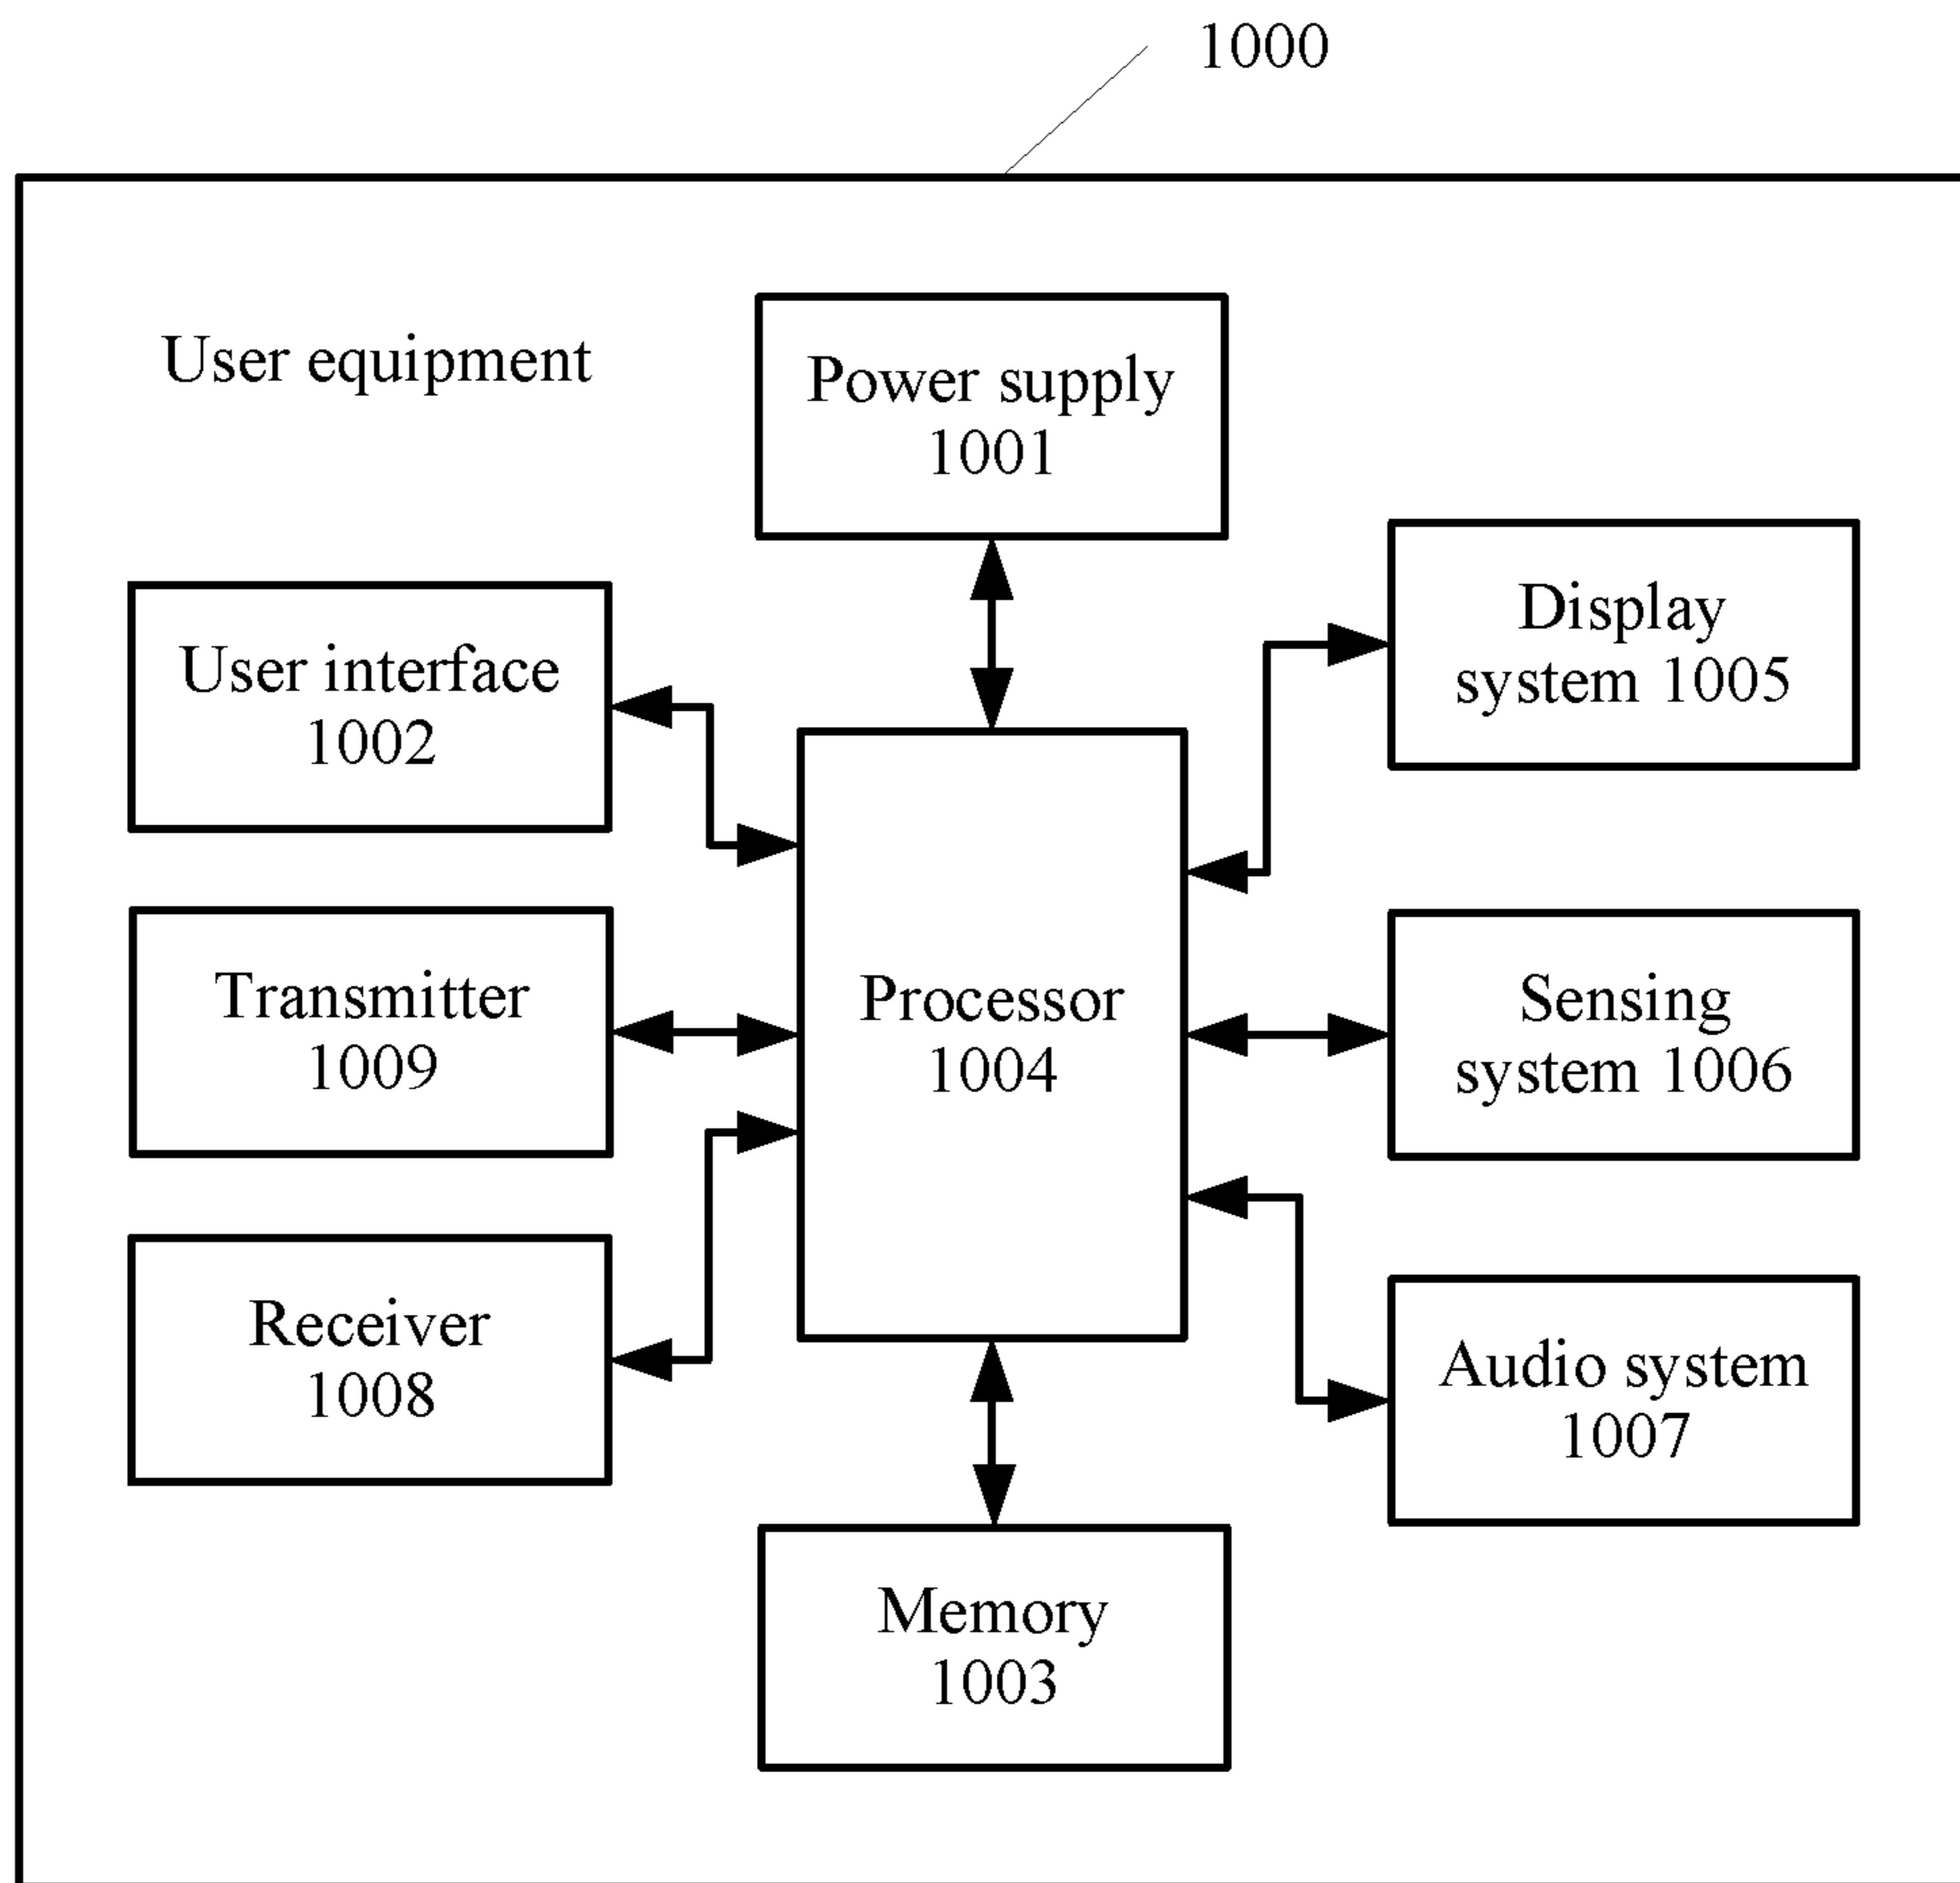 1000
User equipment
Power supply
1001
User interface
1002
Display
system 1005
Transmitter
1009
Processor
1004
Sensing
system 1006
Receiver
1008
Audio system
1007
Memory
1003